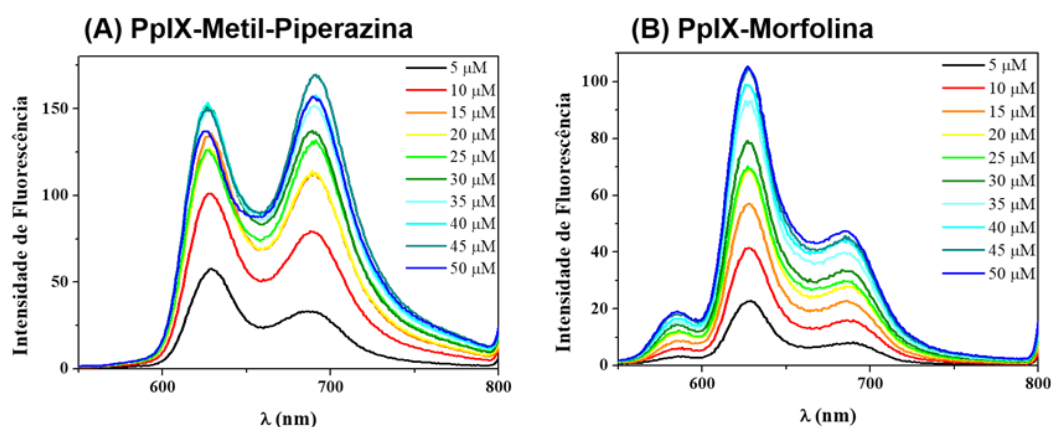 (A) PpIX-Metil-Piperazina
Intensidade de Fluorescência
150
100
50
0
600
700
800
λ (nm)
5 μM
10 μM
15 μM
20 μM
25 μM
30 μM
35 μM
40 μM
45 μM
50 μM
(B) PpIX-Morfolina
Intensidade de Fluorescência
100
80
60
40
20
0
600
700
800
λ (nm)
5 μM
10 μM
15 μM
20 μM
25 μM
30 μM
35 μM
40 μM
45 μM
50 μM